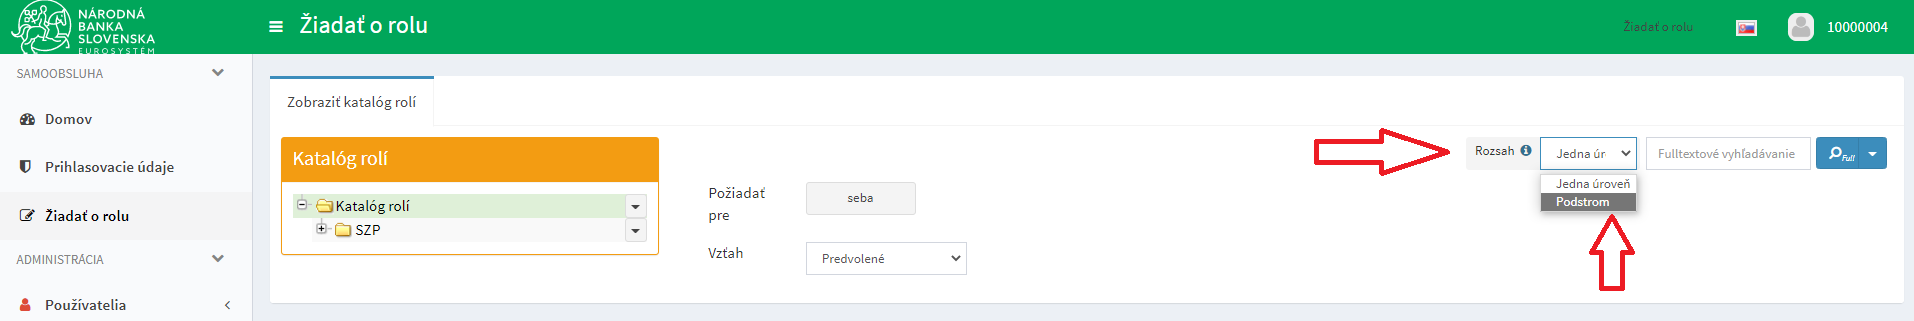 NÁRODNÁ
BANKA
SLOVENSKA
EUROSYSTÉM
Žiadať o rolu
Žiadať o rolu
10000004
SAMOOBSLUHA
Domov
Prihlasovacie údaje
Žiadať o rolu
ADMINISTRÁCIA
Používatelia
Zobraziť katalóg rolí
Katalóg rolí
Katalóg rolí
SZP
Požiadať
pre
seba
Vzťah
Predvolené
Rozsah
Jedna úr
Fulltextové vyhľadávanie
Full
Jedna úroveň
Podstrom